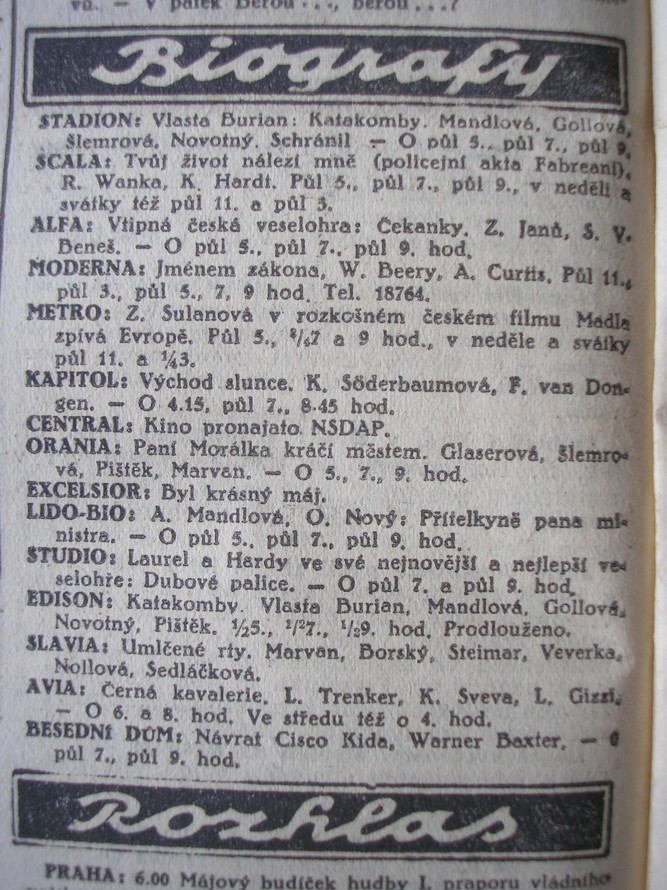 vů. — V pátek Berou . . ., berou . . .?
Biografy
STADION: Vlasta Burian: Katakomby. Mandlová, Gollová,
Šlemrová, Novotný, Schránil — O půl 5., půl 7., půl 9.
SCALA: Tvůj život náleží mně (policejní akta Fabreani).
R. Wanka, K. Hardt. Půl 5., půl 7., půl 9., v neděli a
svátky též půl 11. a půl 3.
ALFA: Vtipná česká veselohra: Čekanky. Z. Janů, S. V.
Beneš. — O půl 5., půl 7., půl 9. hod.
MODERNA: Jménem zákona, W. Beery, A. Curtis. Půl 11.,
půl 3., půl 5., 7, 9 hod. Tel. 18764.
METRO: Z. Sulanová v rozkošném českém filmu Madla
zpívá Evropě. Půl 5., ¾7 a 9 hod., v neděle a svátky
půl 11. a ¼3.
KAPITOL: Východ slunce. K. Söderbaumová, F. van Don-
gen. — O 4.15, půl 7., 8.45 hod.
CENTRAL: Kino pronajato NSDAP.
ORANIA: Paní Morálka kráčí městem. Glaserová, Šlemro-
vá, Pištěk, Marvan. — O 5., 7., 9. hod.
EXCELSIOR: Byl krásný máj.
LIDO-BIO: A. Mandlová, O. Nový: Přítelkyně pana mi-
nistra. — O půl 5., půl 7., půl 9. hod.
STUDIO: Laurel a Hardy ve své nejnovější a nejlepší ve-
selohře: Dubové palice. — O půl 7. a půl 9. hod.
EDISON: Katakomby. Vlasta Burian, Mandlová, Gollová,
Novotný, Pištěk. ½5., ½7., ½9. hod. Prodlouženo.
SLAVIA: Umlčené rty. Marvan, Borský, Steimar, Veverka,
Nollová, Sedláčková.
AVIA: Černá kavalerie. L. Trenker, K. Sveva, L. Gizzi.
— O 6. a 8. hod. Ve středu též o 4. hod.
BESEDNÍ DŮM: Návrat Cisco Kida, Warner Baxter. — O
půl 7., půl 9. hod.
Rozhlas
PRAHA: 6.00 Májový budíček hudby I. praporu vládního